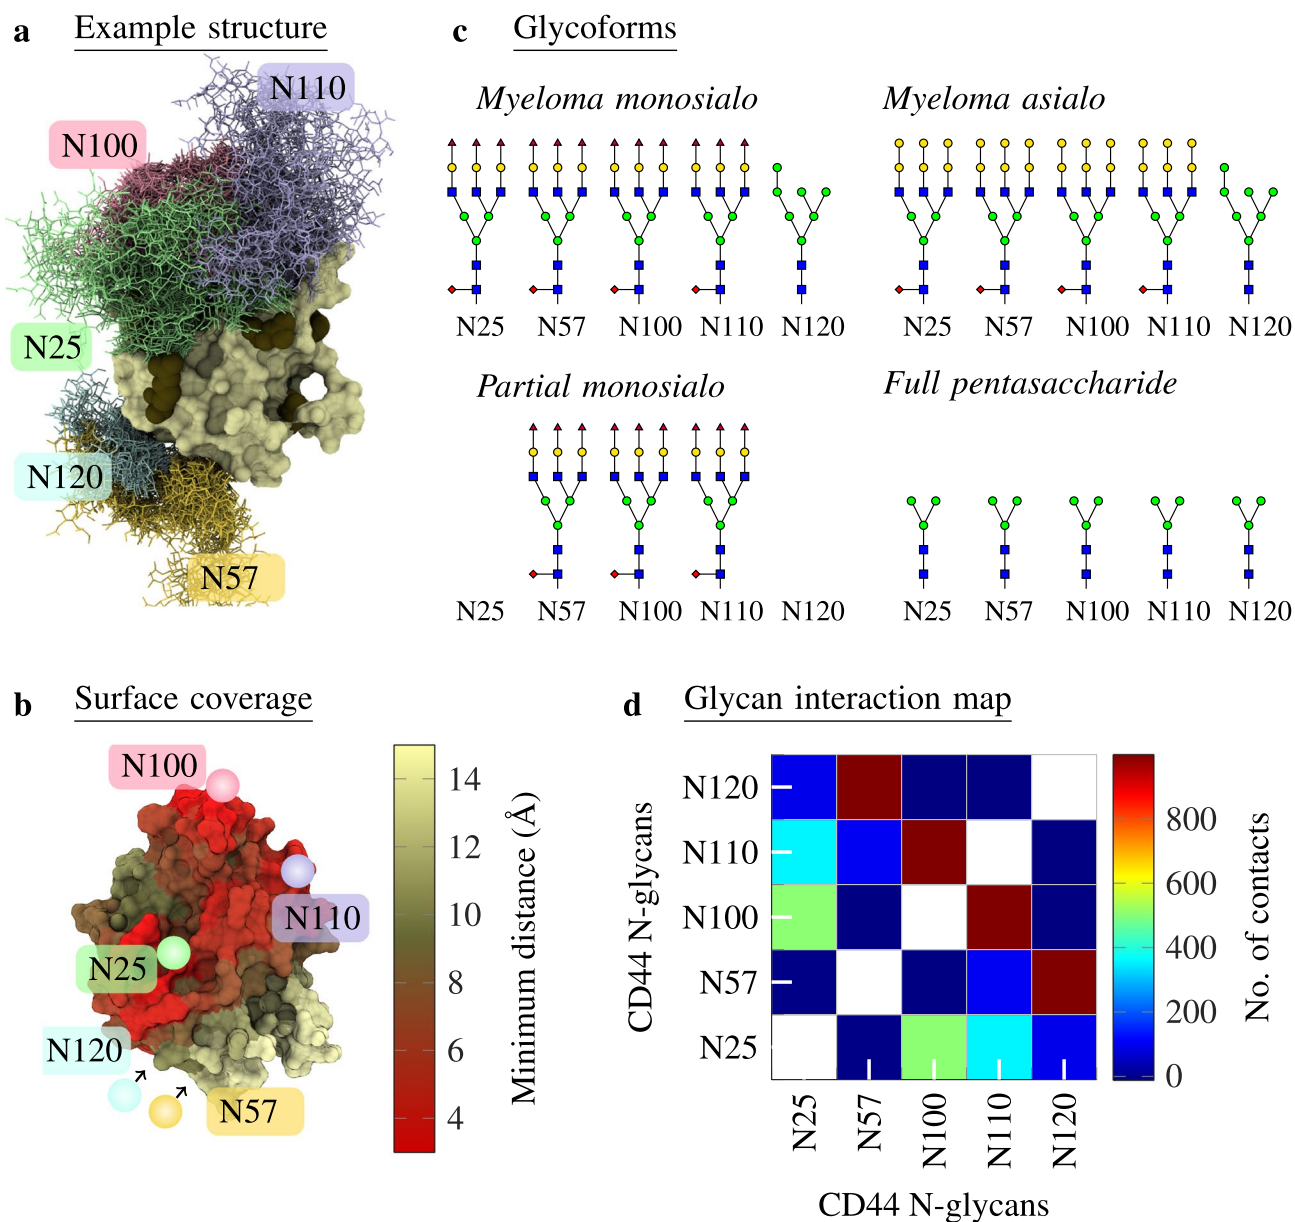 a Example structure
N110
N100
N25
N120
N57
c Glycoforms
Myeloma monosialo
N25 N57 N100 N110 N120
Myeloma asialo
N25 N57 N100 N110 N120
Partial monosialo
N25 N57 N100 N110 N120
Full pentasaccharide
N25 N57 N100 N110 N120
b Surface coverage
N100
N110
N25
N120
N57
14
12
10
8
6
4
Minimum distance (Å)
d Glycan interaction map
CD44 N-glycans
N120
N110
N100
N57
N25
N25 N57 N100 N110 N120
CD44 N-glycans
800
600
400
200
0
No. of contacts